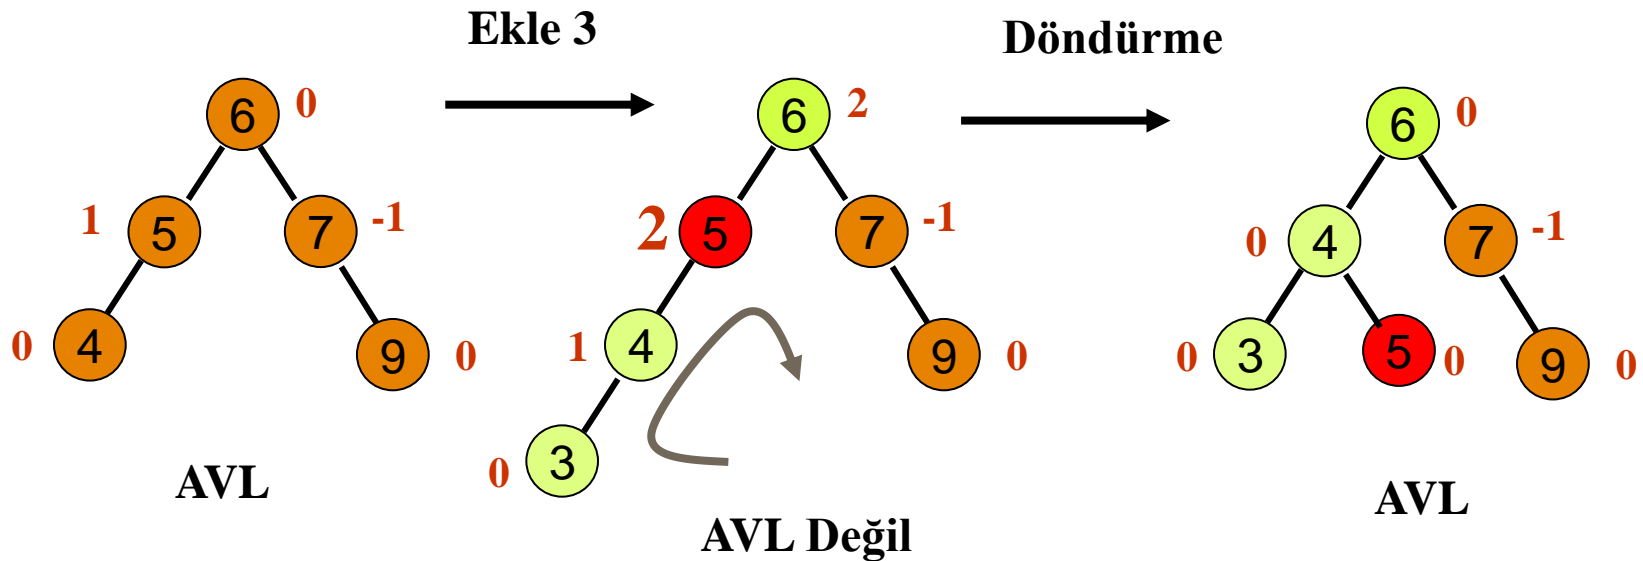 Ekle 3
Döndürme
6 0
1 5 7 -1
0 4 9 0
AVL
6 2
2 5 7 -1
1 4 9 0
0 3
AVL Değil
6 0
0 4 7 -1
0 3 5 0 9 0
AVL